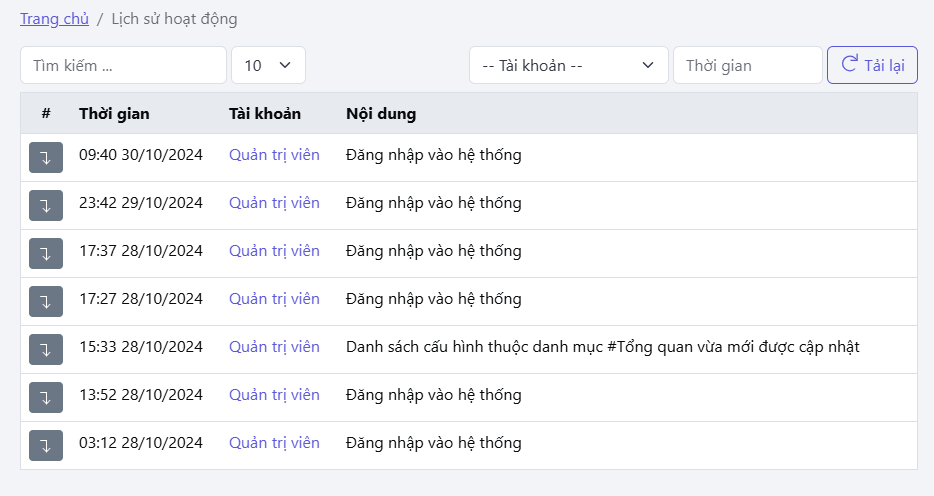 Trang chủ / Lịch sử hoạt động
Tìm kiếm ... 10 -- Tài khoản -- Thời gian Tải lại
# Thời gian Tài khoản Nội dung
09:40 30/10/2024 Quản trị viên Đăng nhập vào hệ thống
23:42 29/10/2024 Quản trị viên Đăng nhập vào hệ thống
17:37 28/10/2024 Quản trị viên Đăng nhập vào hệ thống
17:27 28/10/2024 Quản trị viên Đăng nhập vào hệ thống
15:33 28/10/2024 Quản trị viên Danh sách cấu hình thuộc danh mục #Tổng quan vừa mới được cập nhật
13:52 28/10/2024 Quản trị viên Đăng nhập vào hệ thống
03:12 28/10/2024 Quản trị viên Đăng nhập vào hệ thống